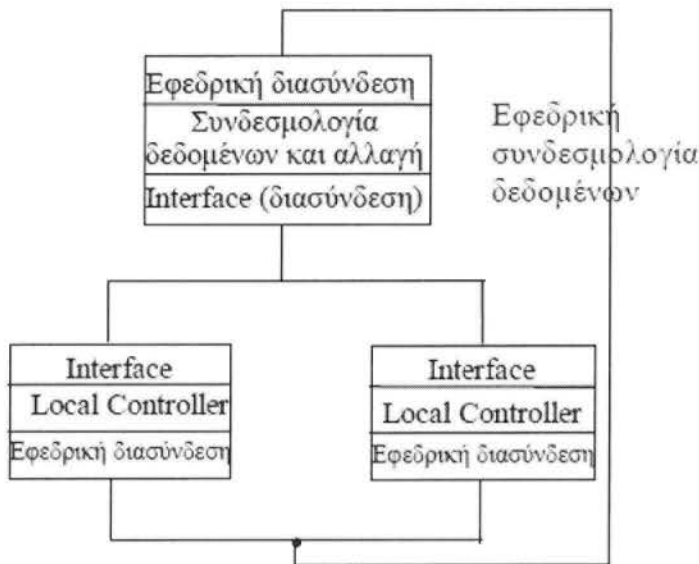 Εφεδρική διασύνδεση
Συνδεσμολογία
δεδομένων και αλλαγή
Interface (διασύνδεση)
Εφεδρική
συνδεσμολογία
δεδομένων
Interface
Local Controller
Εφεδρική διασύνδεση
Interface
Local Controller
Εφεδρική διασύνδεση